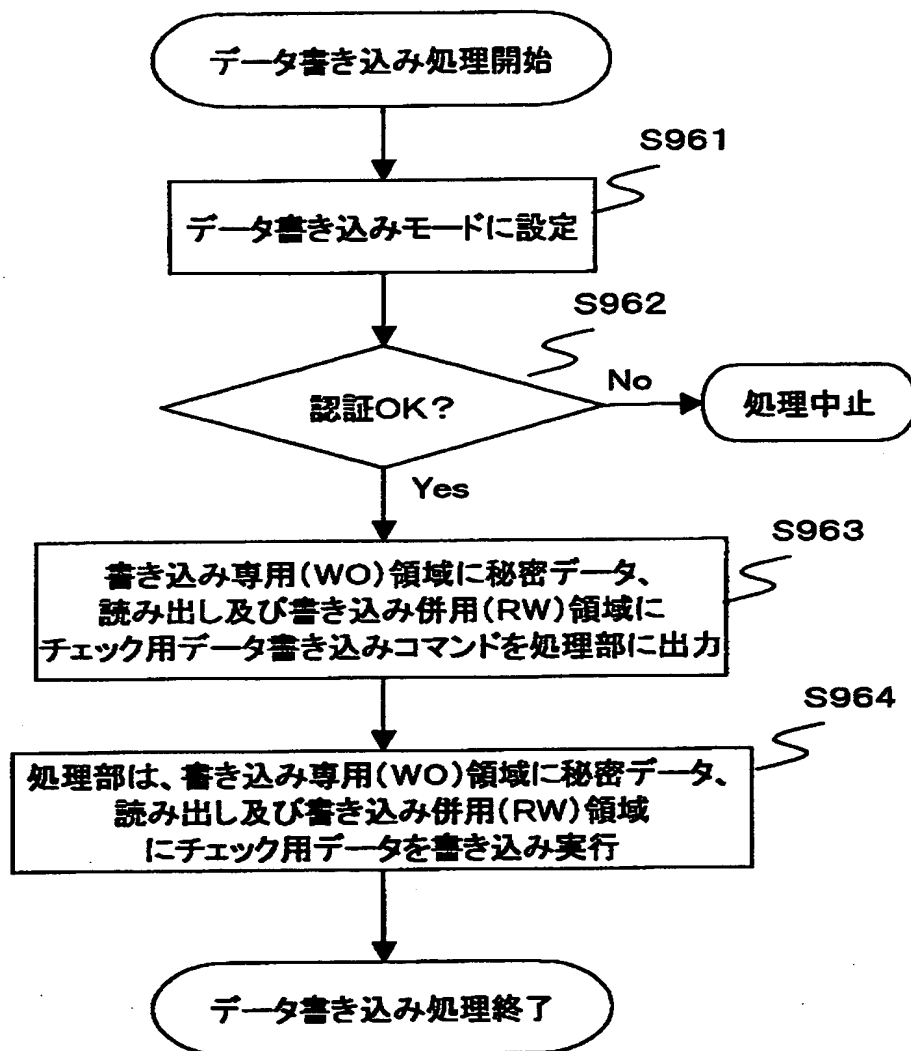 データ書き込み処理開始
S961
データ書き込みモードに設定
S962
認証OK?
No
処理中止
Yes
S963
書き込み専用(WO)領域に秘密データ、
読み出し及び書き込み併用(RW)領域に
チェック用データ書き込みコマンドを処理部に出力
S964
処理部は、書き込み専用(WO)領域に秘密データ、
読み出し及び書き込み併用(RW)領域
にチェック用データを書き込み実行
データ書き込み処理終了